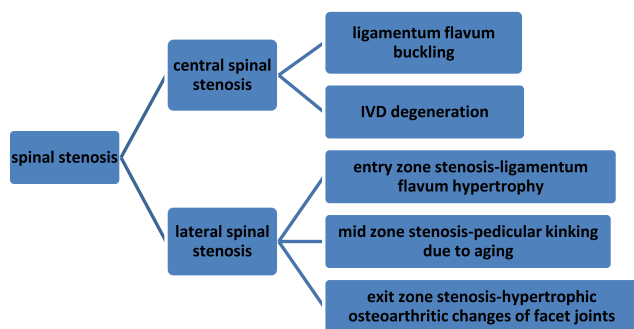 spinal stenosis
central spinal
stenosis
ligamentum flavum
buckling
IVD degeneration
lateral spinal
stenosis
entry zone stenosis-ligamentum
flavum hypertrophy
mid zone stenosis-pedicular kinking
due to aging
exit zone stenosis-hypertrophic
osteoarthritic changes of facet joints